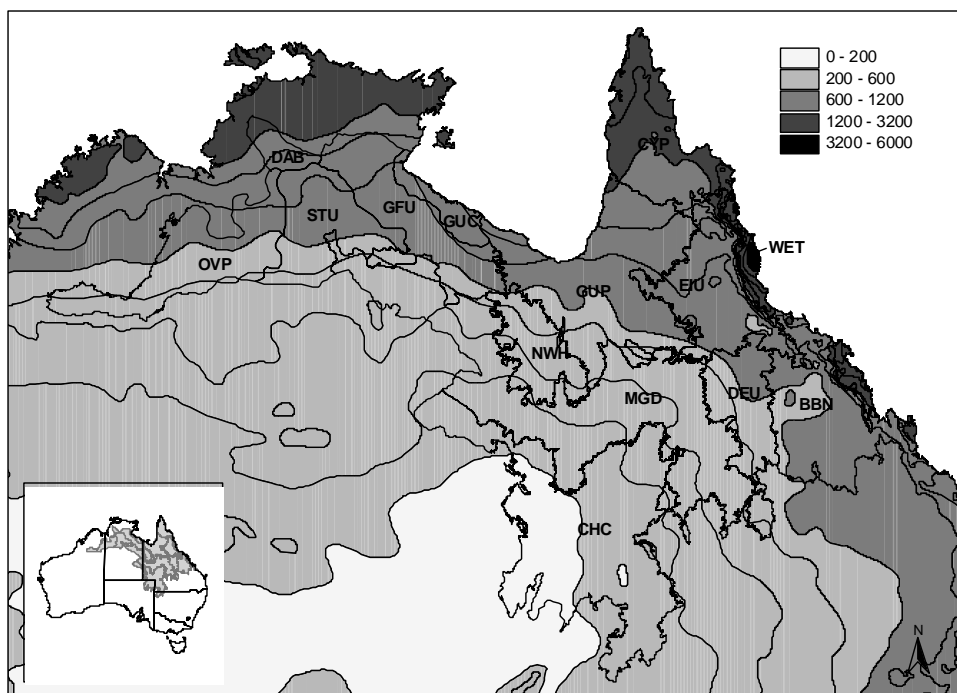 0 - 200
200 - 600
600 - 1200
1200 - 3200
3200 - 6000
CYP
DAB
STU
GFU
GUC
WET
OVP
EIU
GUP
NWH
MGD
DEU
BBN
CHC
N